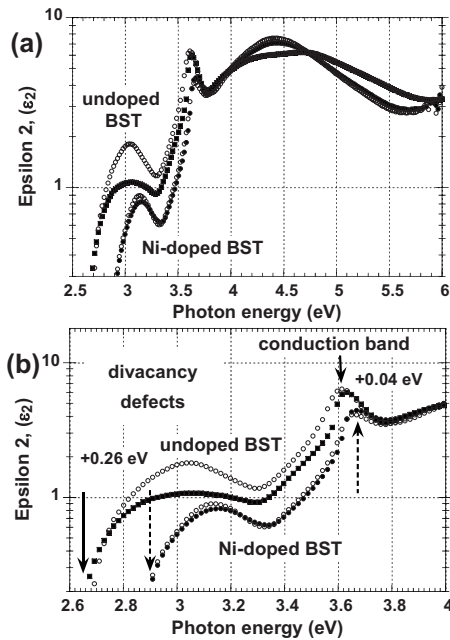 (a)
10
undoped
BST
Epsilon 2, (ε2)
1
Ni-doped BST
2.5 3 3.5 4 4.5 5 5.5 6
Photon energy (eV)
(b)
conduction band
10
divacancy
defects
+0.04 eV
undoped BST
+0.26 eV
Epsilon 2, (ε2)
1
Ni-doped BST
2.6 2.8 3 3.2 3.4 3.6 3.8 4
Photon energy (eV)